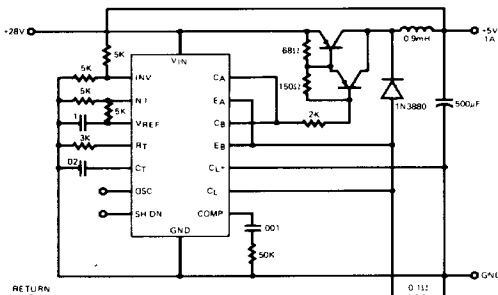 +28V
5K
5K
5K
5K
.1
3K
.02
INV
N.I.
VREF
RT
CT
OSC
SH DN
VIN
GND
CA
EA
CB
EB
CL+
CL-
COMP
68Ω
150Ω
2K
.001
50K
0.9mH
1N3880
500µF
+5V
1A
GND
0.1Ω
RETURN